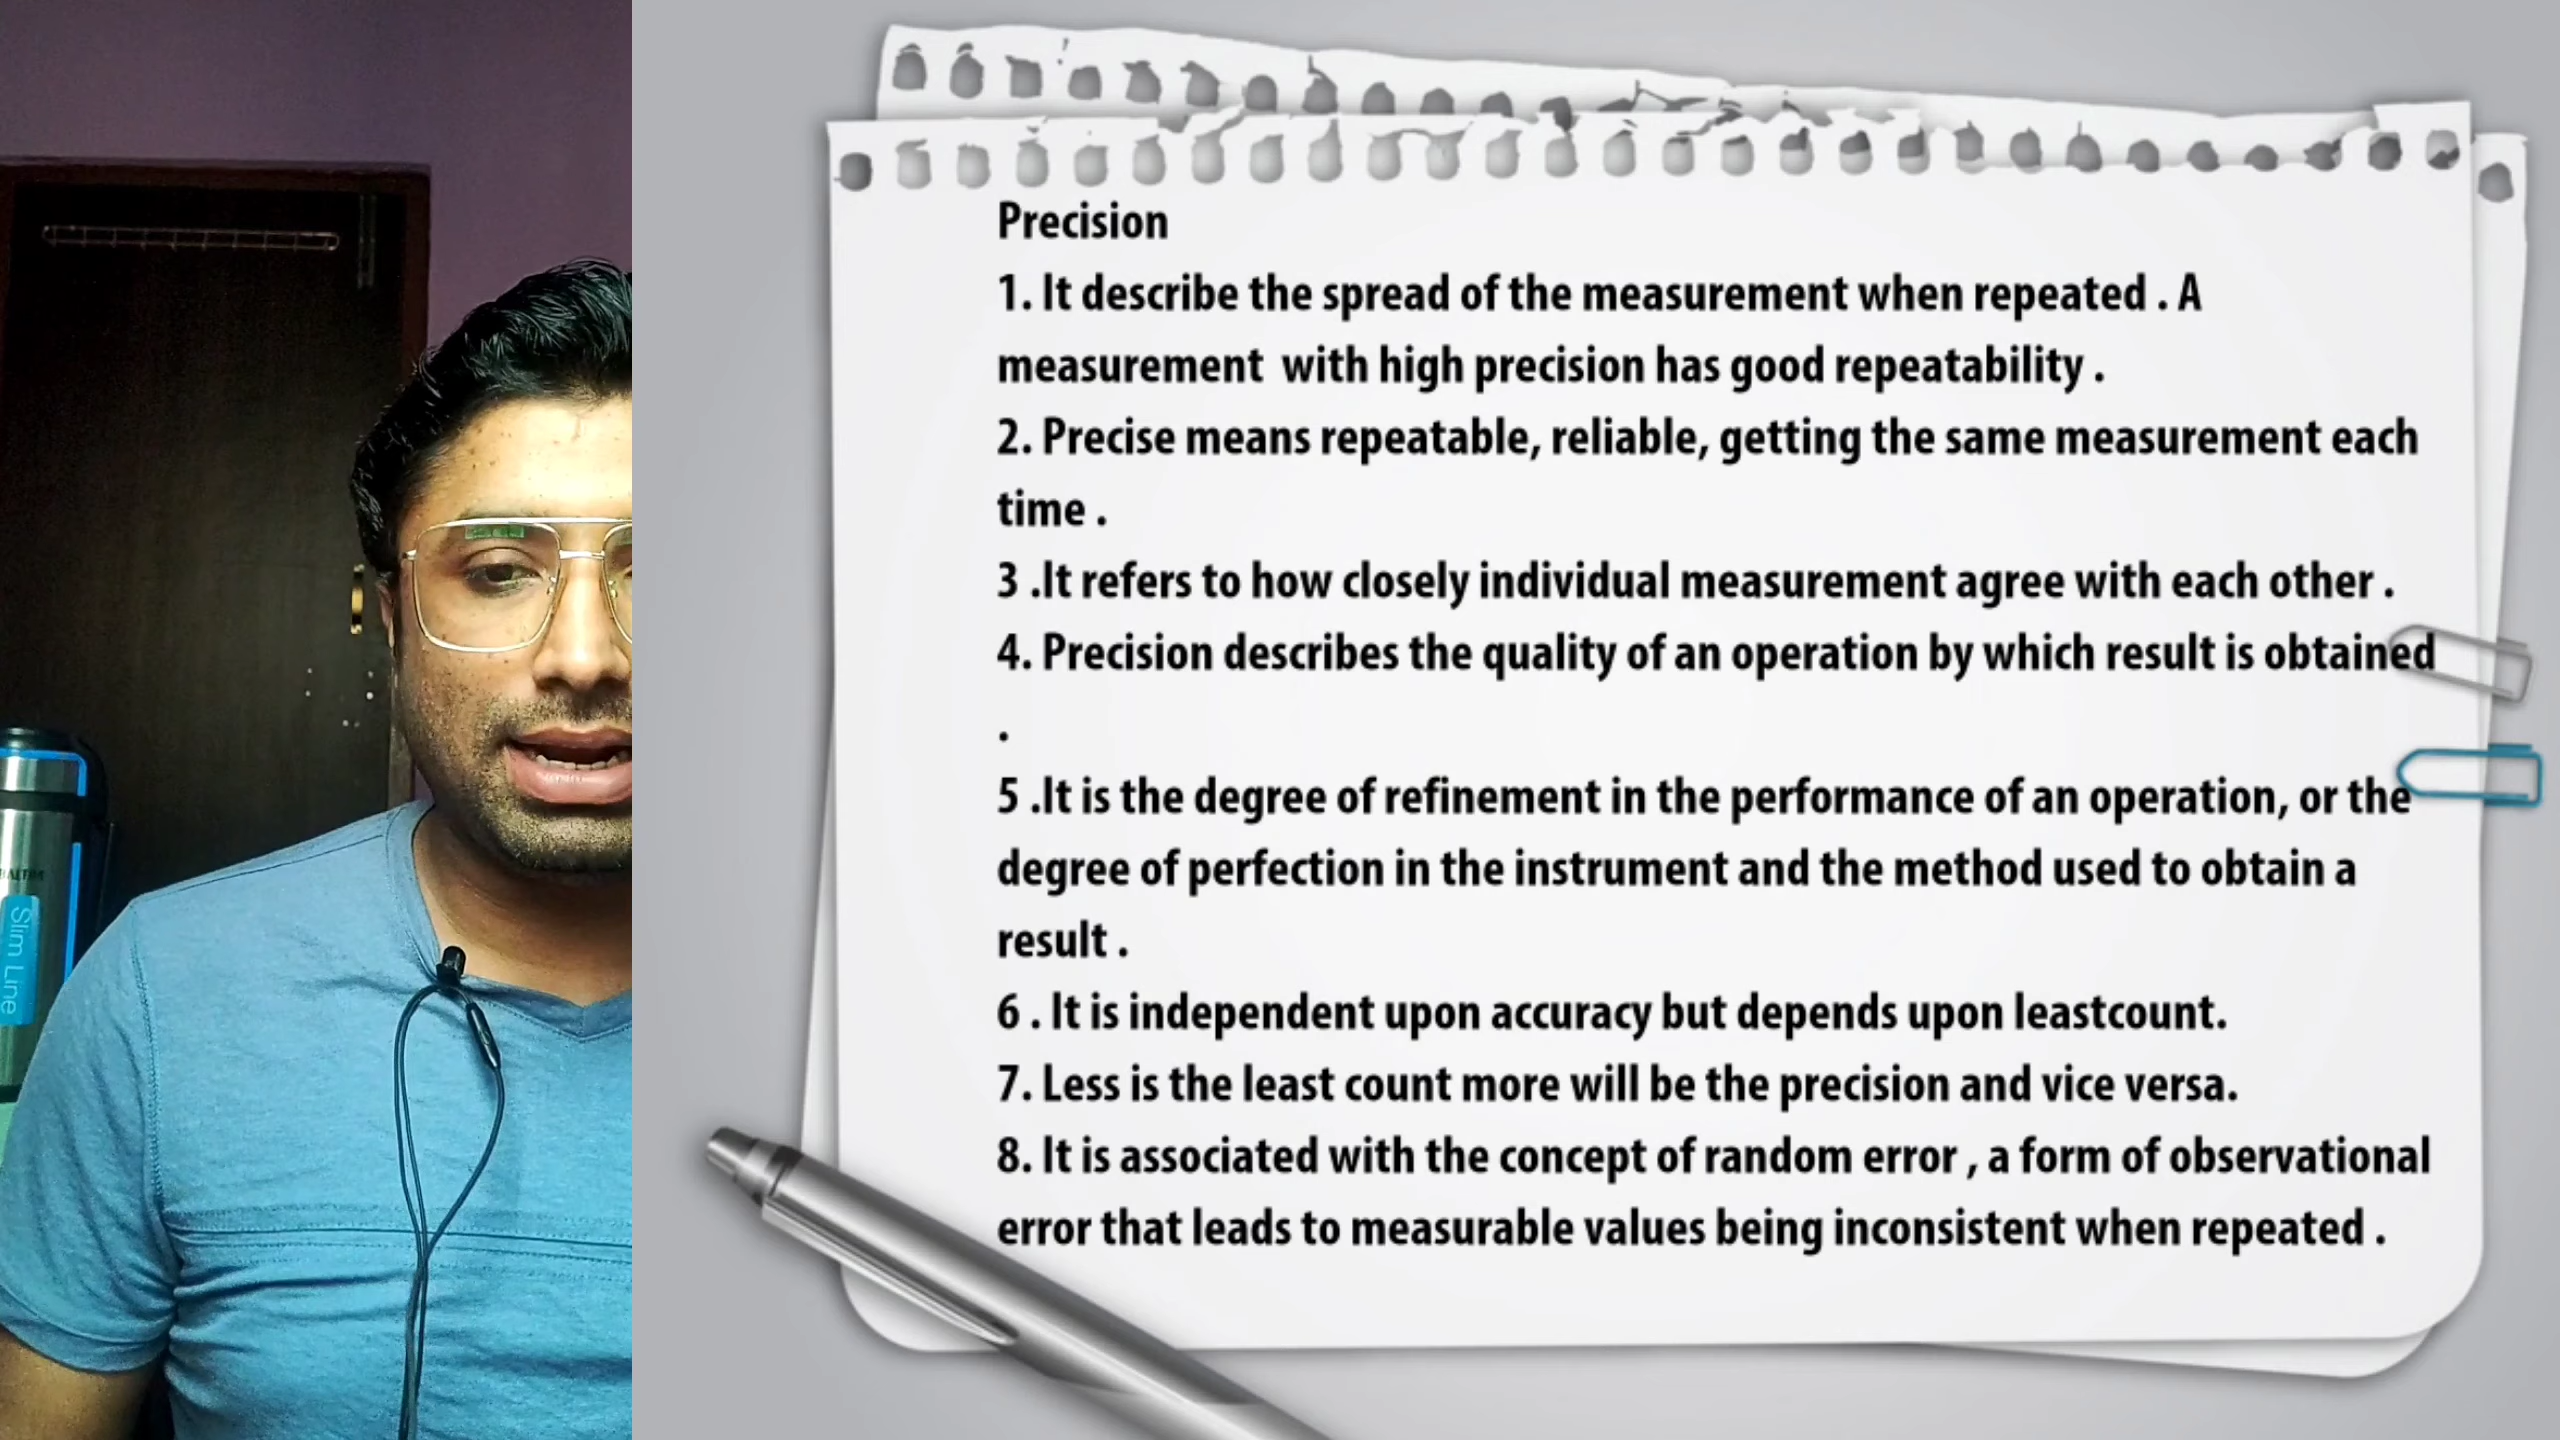 Precision
1. It describe the spread of the measurement when repeated . A
measurement with high precision has good repeatability .
2. Precise means repeatable, reliable, getting the same measurement each
time .
3 .It refers to how closely individual measurement agree with each other .
4. Precision describes the quality of an operation by which result is obtained
.
5 .It is the degree of refinement in the performance of an operation, or the
degree of perfection in the instrument and the method used to obtain a
result .
6 . It is independent upon accuracy but depends upon leastcount.
7. Less is the least count more will be the precision and vice versa.
8. It is associated with the concept of random error , a form of observational
error that leads to measurable values being inconsistent when repeated .
Slim Line